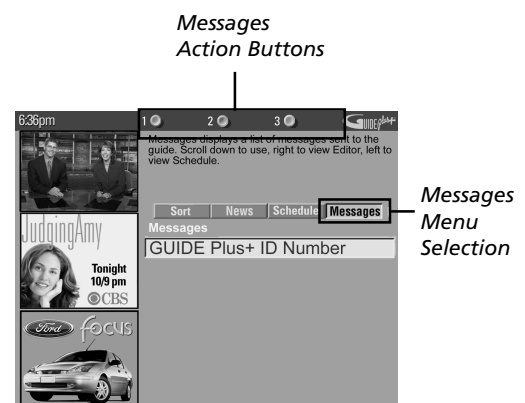 Messages
Action Buttons
6:36pm
1 2 3
GUIDE Plus+
Messages displays a list of messages sent to the
guide. Scroll down to use, right to view Editor, left to
view Schedule.
Sort News Schedule Messages
Messages
Menu
Selection
Messages
GUIDE Plus+ ID Number
JudgingAmy
Tonight
10/9 pm
CBS
Ford focus